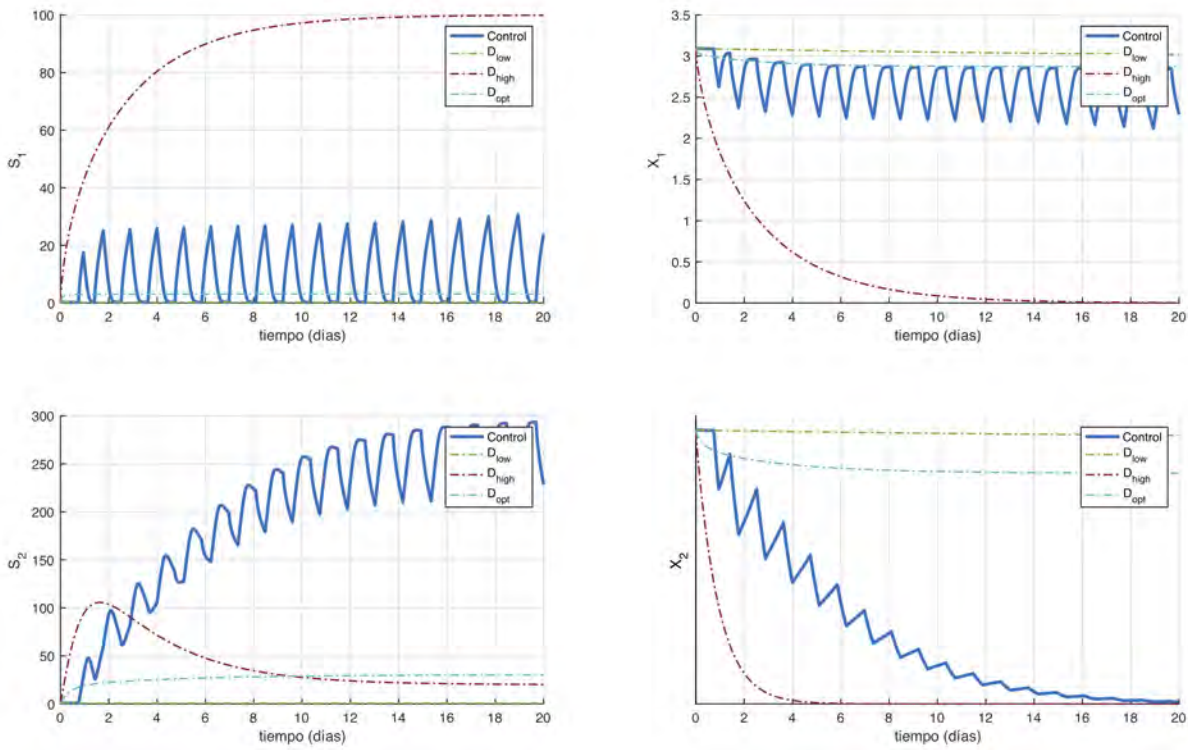 100
80
60
40
20
0
S1
0 2 4 6 8 10 12 14 16 18 20
tiempo (días)
Control
Dlow
Dhigh
Dopt
3.5
3
2.5
2
1.5
1
0.5
0
X1
0 2 4 6 8 10 12 14 16 18 20
tiempo (días)
Control
Dlow
Dhigh
Dopt
300
250
200
150
100
50
0
S2
0 2 4 6 8 10 12 14 16 18 20
tiempo (días)
Control
Dlow
Dhigh
Dopt
X2
0 2 4 6 8 10 12 14 16 18 20
tiempo (días)
Control
Dlow
Dhigh
Dopt